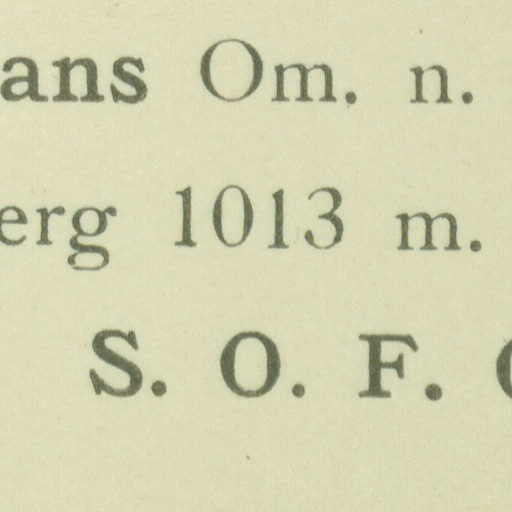 ans Om. n.
erg 1013 m.
S. O. F.